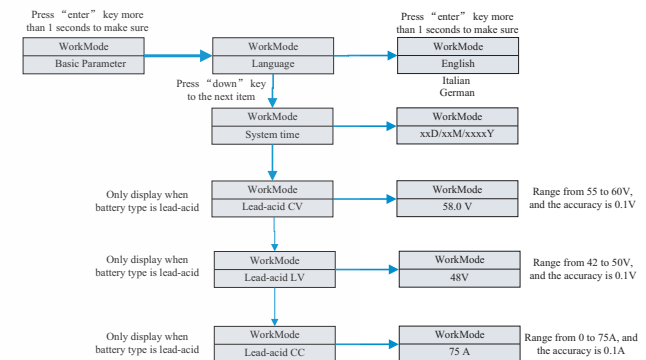 Press “enter” key more
than 1 seconds to make sure
Press “enter” key more
than 1 seconds to make sure
WorkMode
Basic Parameter
WorkMode
Language
WorkMode
English
Italian
German
Press “down” key
to the next item
WorkMode
System time
WorkMode
xxD/xxM/xxxxY
Only display when
battery type is lead-acid
WorkMode
Lead-acid CV
WorkMode
58.0 V
Range from 55 to 60V,
and the accuracy is 0.1V
Only display when
battery type is lead-acid
WorkMode
Lead-acid LV
WorkMode
48V
Range from 42 to 50V,
and the accuracy is 0.1V
Only display when
battery type is lead-acid
WorkMode
Lead-acid CC
WorkMode
75 A
Range from 0 to 75A, and
the accuracy is 0.1A